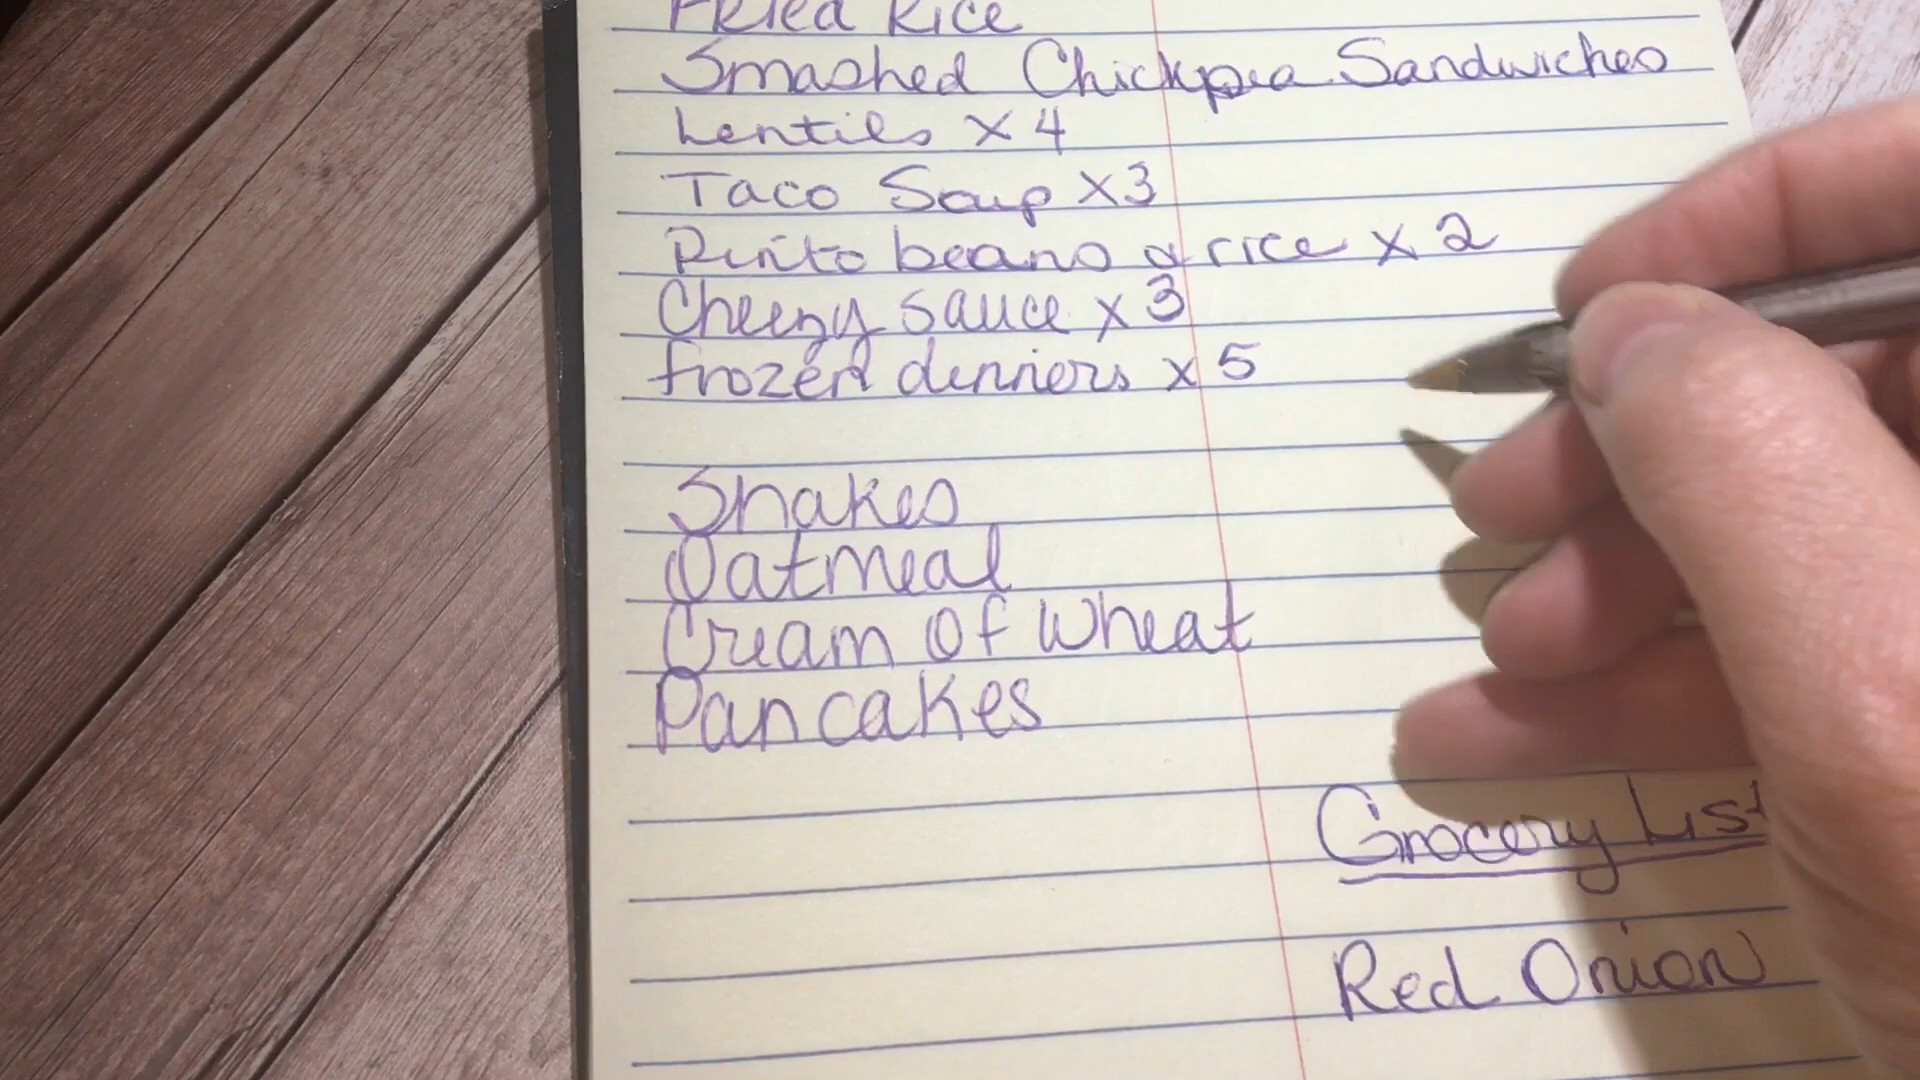 Fried Rice
Smashed Chickpea Sandwiches
Lentils x 4
Taco Soup x3
Pinto beans & rice x 2
Cheezy sauce x 3
frozen dinners x 5
Shakes
Oatmeal
Cream of Wheat
Pancakes
Grocery List
Red Onion